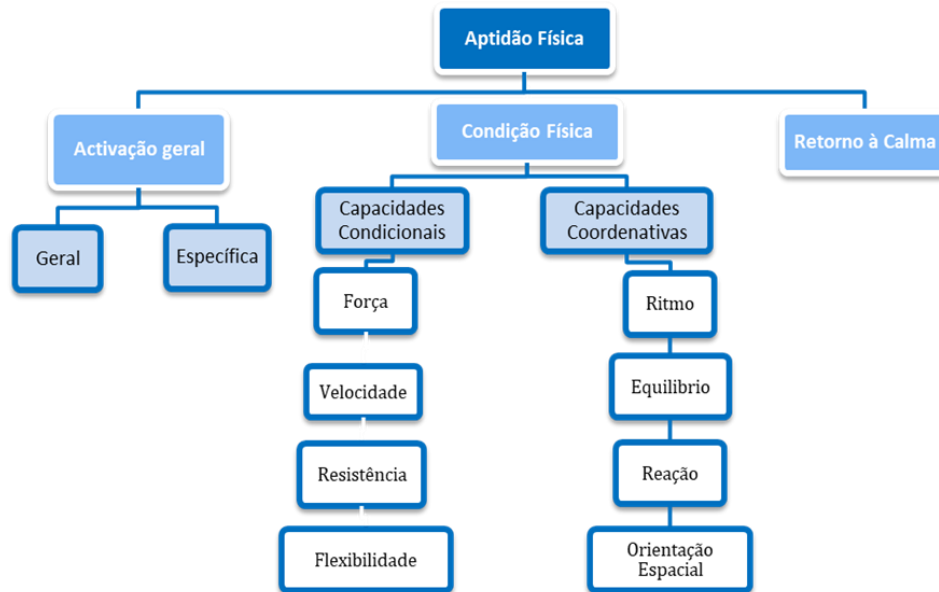 Aptidão Física
Activação geral
Condição Física
Retorno à Calma
Geral
Específica
Capacidades
Condicionais
Capacidades
Coordenativas
Força
Velocidade
Resistência
Flexibilidade
Ritmo
Equilibrio
Reação
Orientação
Espacial